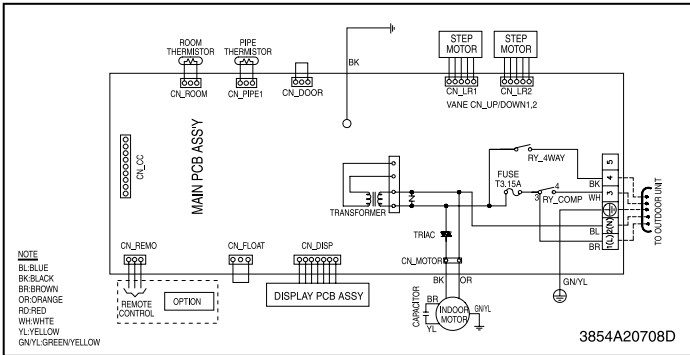 ROOM
THERMISTOR
PIPE
THERMISTOR
STEP
MOTOR
STEP
MOTOR
BK
CN_ROOM
CN_PIPE1
CN_DOOR
CN_LR1
CN_LR2
VANE CN_UP/DOWN1,2
CN_CC
MAIN PCB ASS'Y
RY_4WAY
FUSE
T3.15A
TRANSFORMER
3
4
RY_COMP
BK
WH
BL
BR
5
4
3
2(N)
1(L)
TO OUTDOOR UNIT
TRIAC
CN_MOTOR
CN_REMO
CN_FLOAT
CN_DISP
BK
OR
GN/YL
REMOTE
CONTROL
OPTION
DISPLAY PCB ASSY
CAPACITOR
BR
YL
INDOOR
MOTOR
GN/YL
NOTE
BL:BLUE
BK:BLACK
BR:BROWN
OR:ORANGE
RD:RED
WH:WHTE
YL:YELLOW
GN/YL:GREEN/YELLOW
3854A20708D